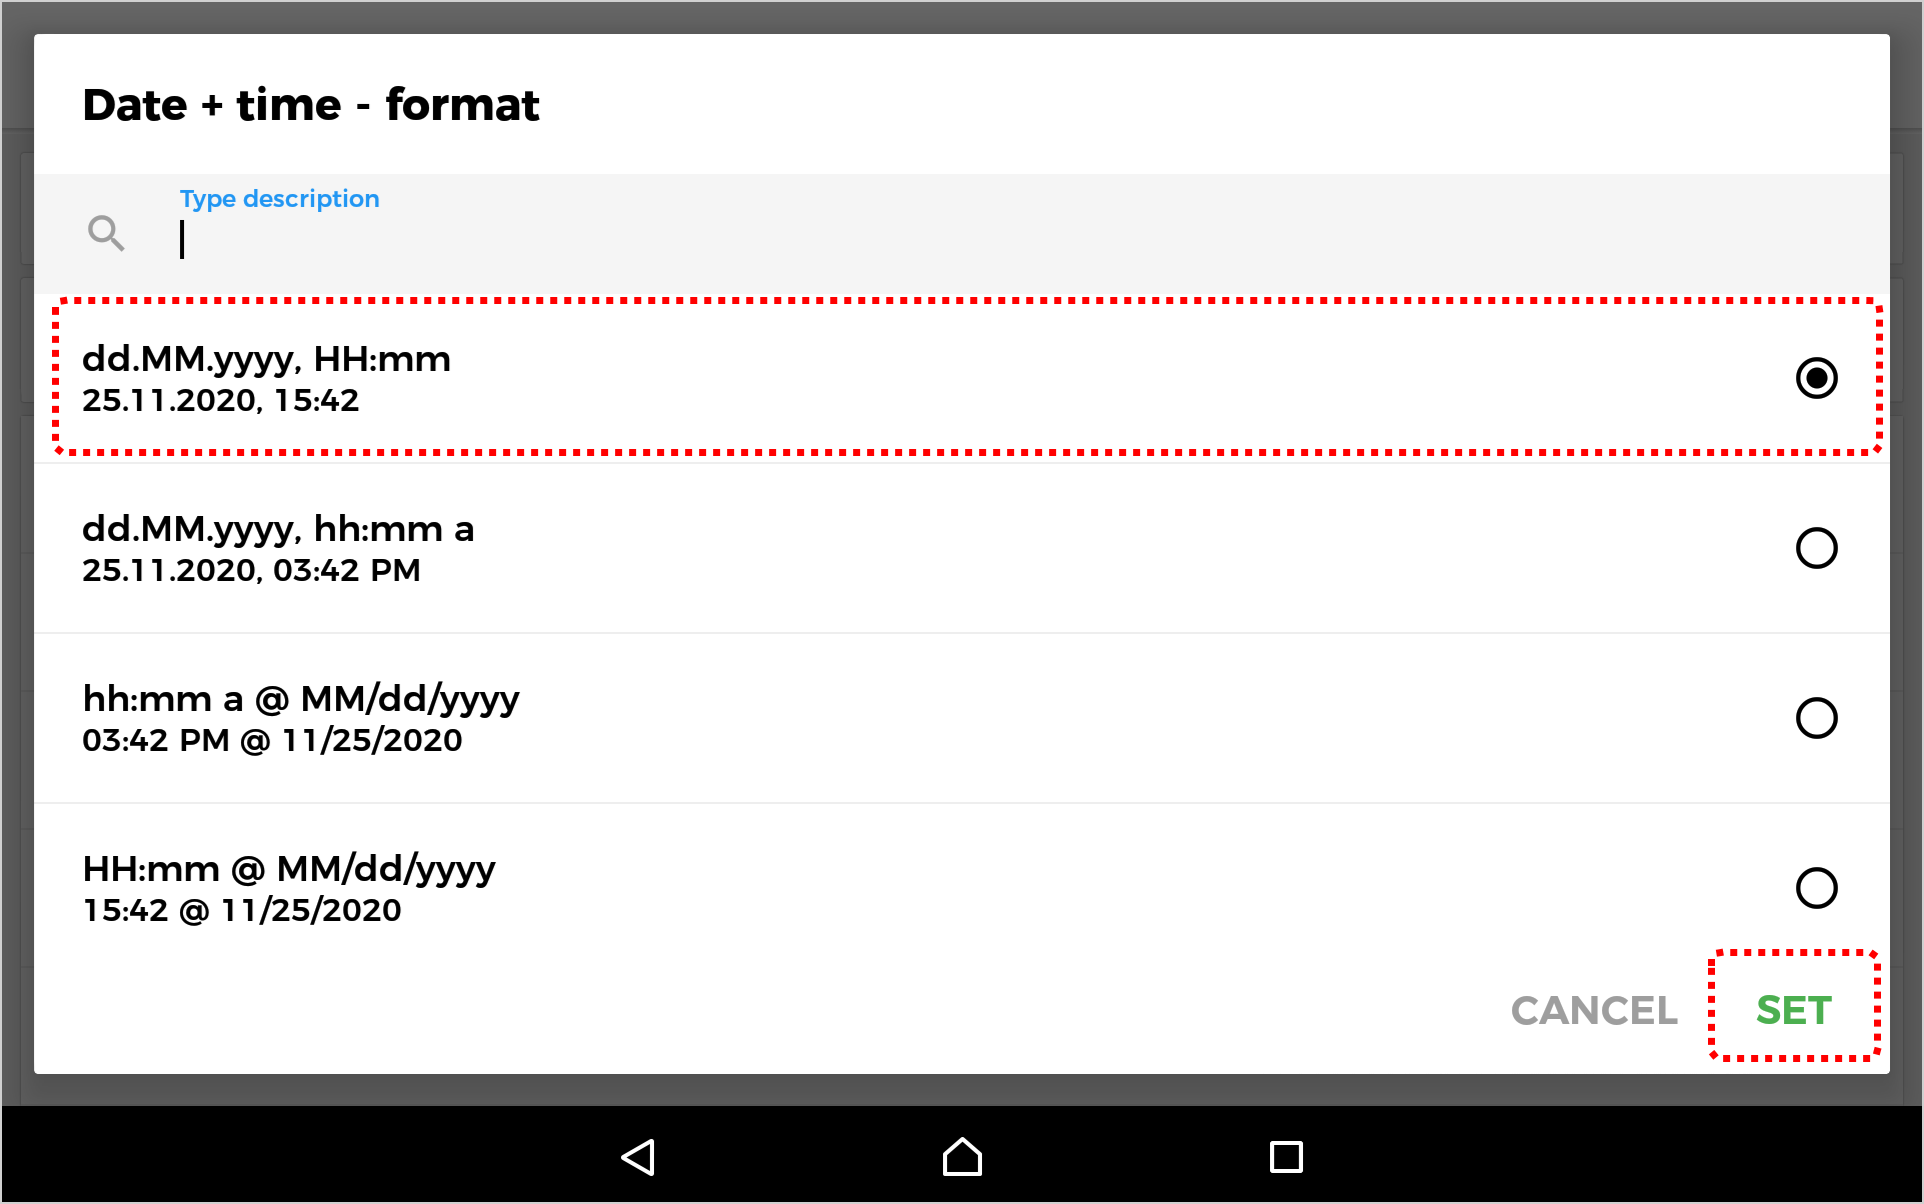 Date + time - format
Type description
dd.MM.yyyy, HH:mm
25.11.2020, 15:42
dd.MM.yyyy, hh:mm a
25.11.2020, 03:42 PM
hh:mm a @ MM/dd/yyyy
03:42 PM @ 11/25/2020
HH:mm @ MM/dd/yyyy
15:42 @ 11/25/2020
CANCEL SET